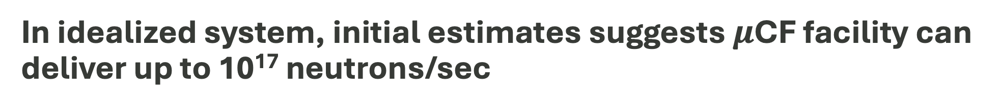 In idealized system, initial estimates suggests 𝝁CF facility can
deliver up to 10¹⁷ neutrons/sec